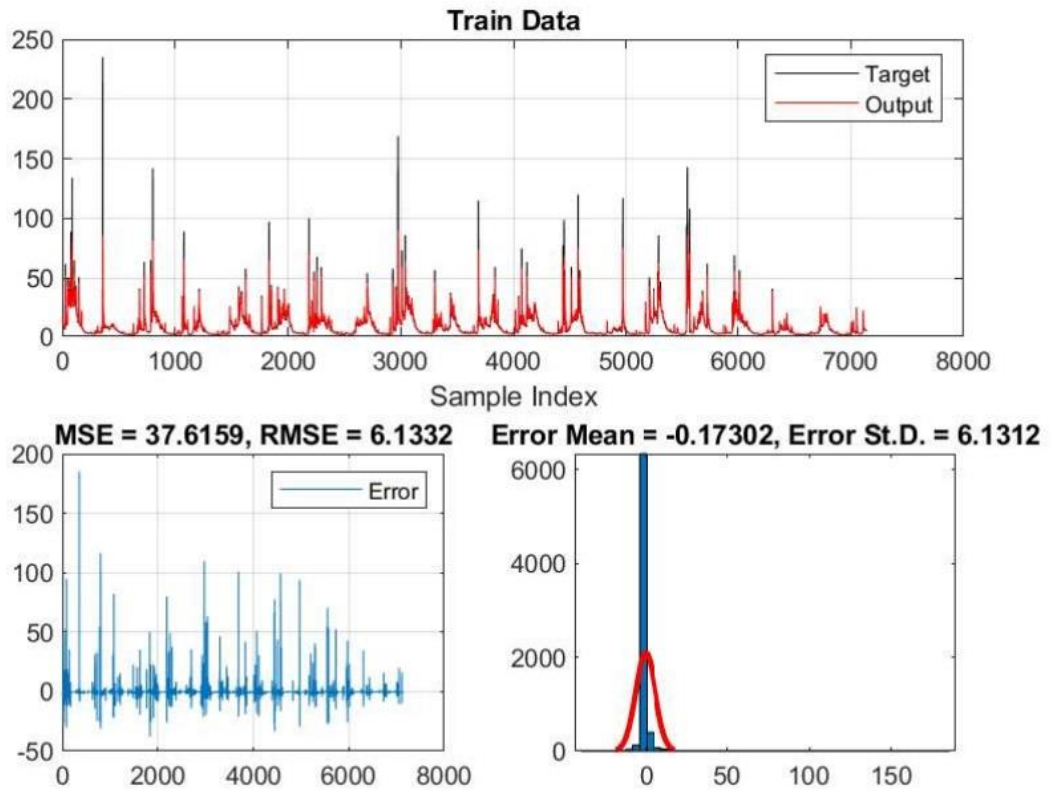 Train Data
250
200
150
100
50
0
Target
Output
0 1000 2000 3000 4000 5000 6000 7000 8000
Sample Index
MSE = 37.6159, RMSE = 6.1332
200
150
100
50
0
-50
Error
0 2000 4000 6000 8000
Error Mean = -0.17302, Error St.D. = 6.1312
6000
4000
2000
0
0 50 100 150